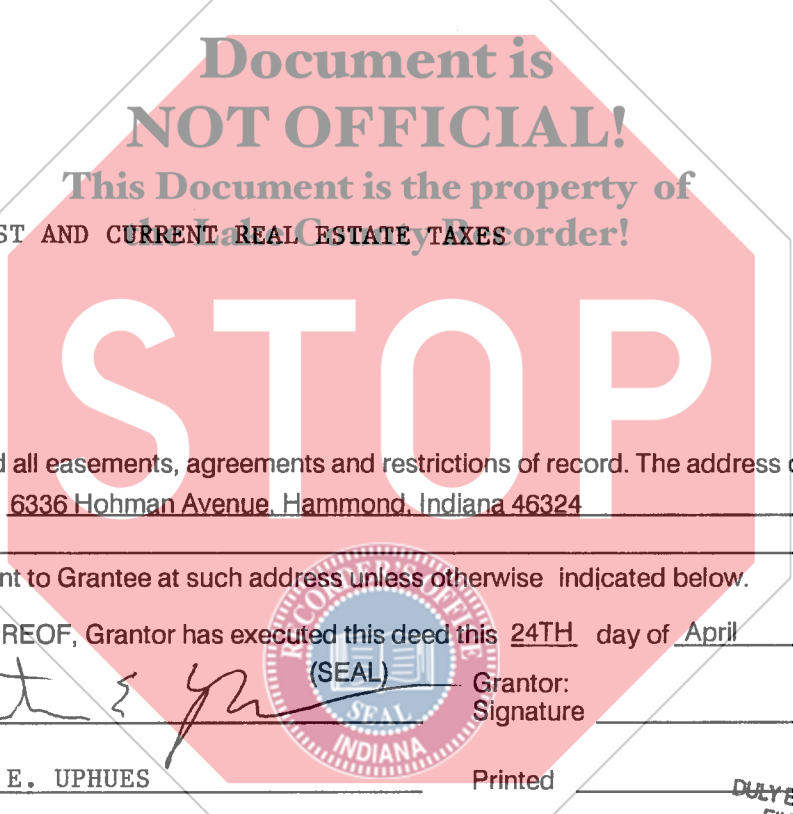 Document is
NOT OFFICIAL!
This Document is the property of
the Lake County Recorder!
ST AND CURRENT REAL ESTATE TAXES
STOP
d all easements, agreements and restrictions of record. The address o
6336 Hohman Avenue, Hammond, Indiana 46324
nt to Grantee at such address unless otherwise indicated below.
REOF, Grantor has executed this deed this 24TH day of April
(SEAL) Grantor:
Signature
RECORDER'S OFFICE
SEAL
INDIANA
E. UPHUES Printed
DULY E